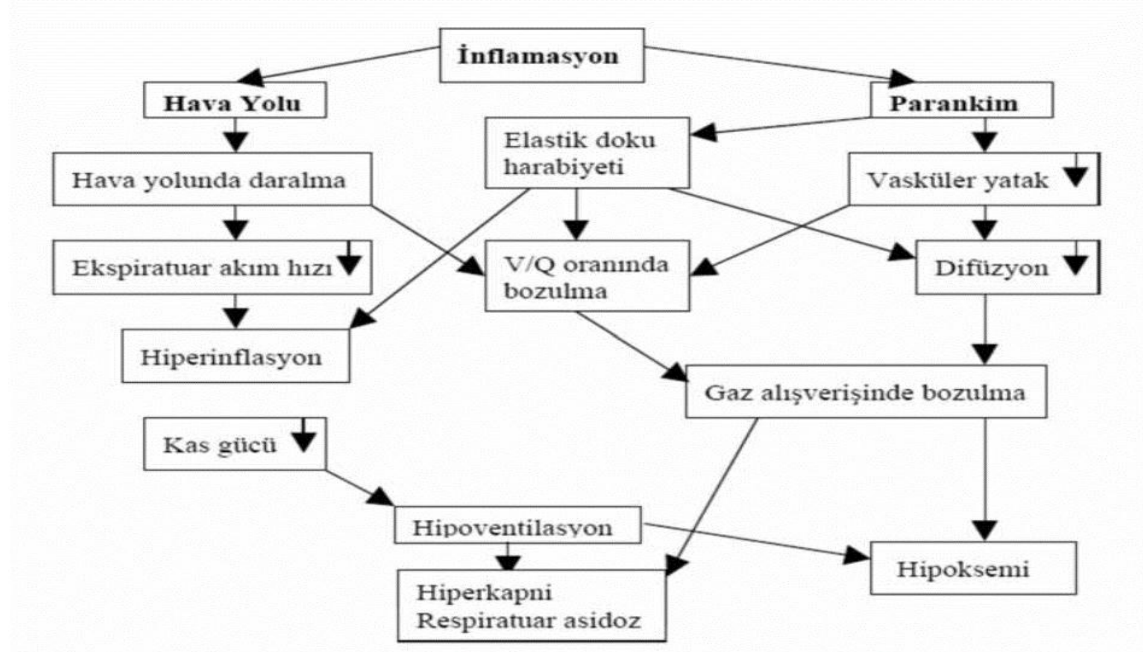 İnflamasyon
Hava Yolu
Parankim
Elastik doku
harabiyeti
Hava yolunda daralma
Vasküler yatak
Ekspiratuar akım hızı
V/Q oranında
bozulma
Difüzyon
Hiperinflasyon
Gaz alışverişinde bozulma
Kas gücü
Hipoventilasyon
Hipoksemi
Hiperkapni
Respiratuar asidoz